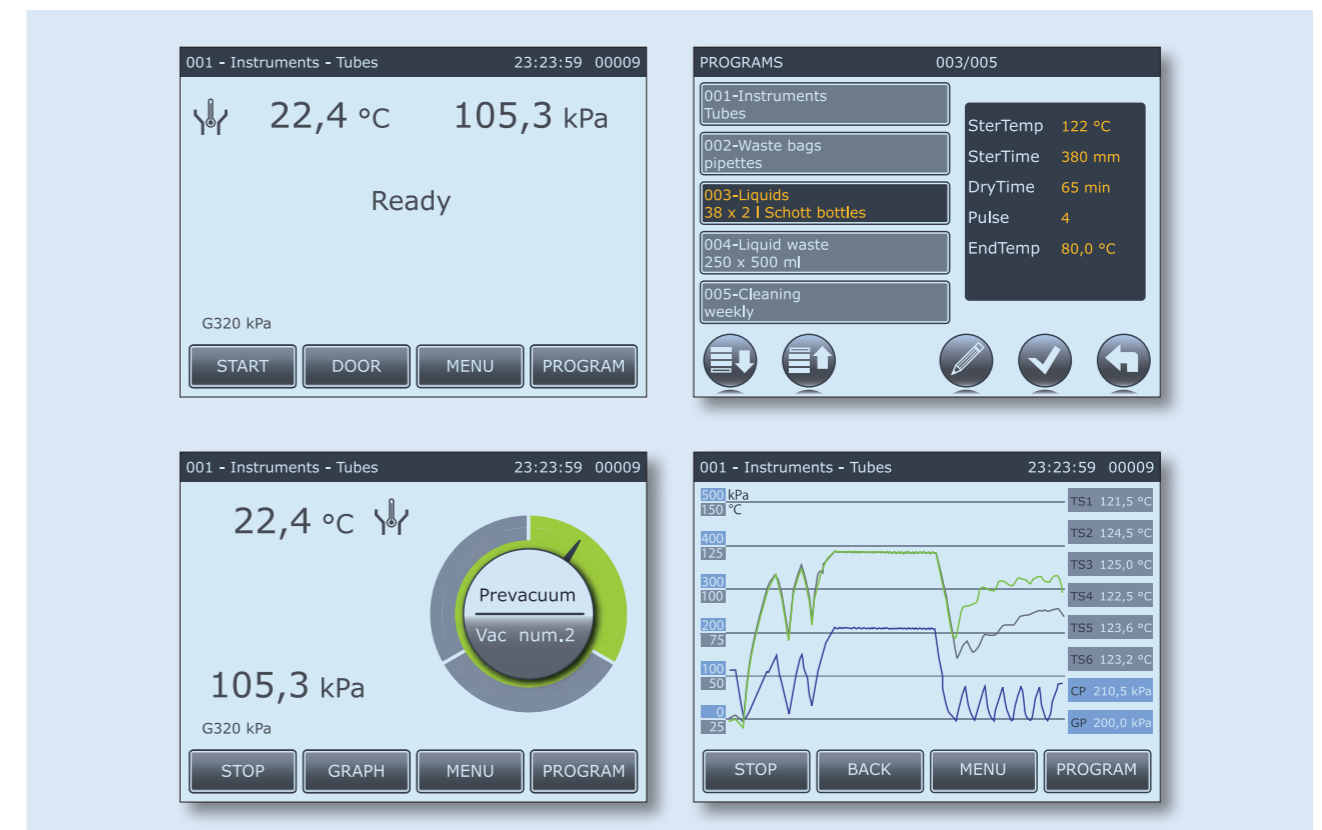 001 - Instruments - Tubes 23:23:59 00009
22,4 °C 105,3 kPa
Ready
G320 kPa
START DOOR MENU PROGRAM
PROGRAMS 003/005
001-Instruments
Tubes
002-Waste bags
pipettes
003-Liquids
38 x 2 l Schott bottles
004-Liquid waste
250 x 500 ml
005-Cleaning
weekly
SterTemp 122 °C
SterTime 380 mm
DryTime 65 min
Pulse 4
EndTemp 80,0 °C
001 - Instruments - Tubes 23:23:59 00009
22,4 °C
Prevacuum
Vac num.2
105,3 kPa
G320 kPa
STOP GRAPH MENU PROGRAM
001 - Instruments - Tubes 23:23:59 00009
500 kPa
150 °C
400
125
300
100
200
75
100
50
0
25
TS1 121,5 °C
TS2 124,5 °C
TS3 125,0 °C
TS4 122,5 °C
TS5 123,6 °C
TS6 123,2 °C
CP 210,5 kPa
GP 200,0 kPa
STOP BACK MENU PROGRAM